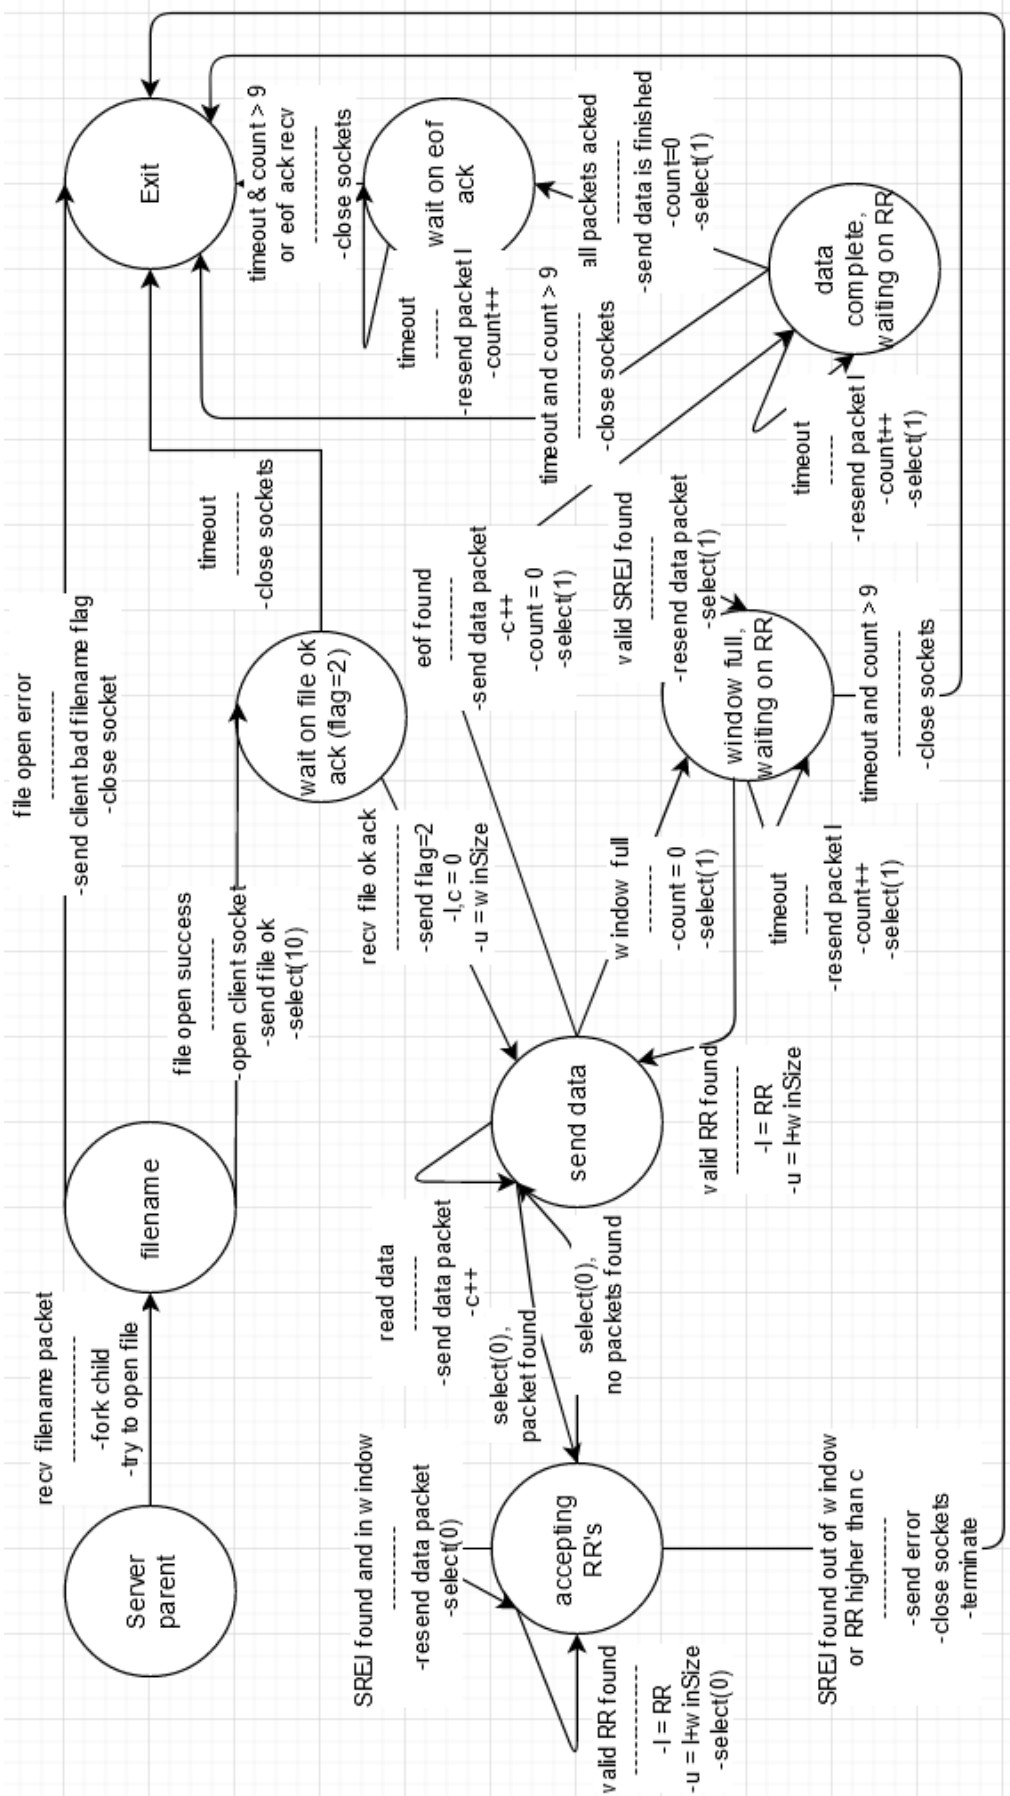 Server
parent
recv filename packet
-----------
-fork child
-try to open file
filename
file open error
-----------
-send client bad filename flag
-close socket
file open success
-----------
-open client socket
-send file ok
-select(10)
wait on file ok
ack (flag=2)
timeout
-----------
-close sockets
Exit
recv file ok ack
-----------
-send flag=2
-l,c = 0
-u = winSize
send data
read data
-----------
-send data packet
-c++
select(0),
packet found
select(0),
no packets found
accepting
RR's
SREJ found and in window
-----------
-resend data packet
-select(0)
valid RR found
-----------
-l = RR
-u = l+winSize
-select(0)
SREJ found out of window
or RR higher than c
-----------
-send error
-close sockets
-terminate
eof found
-----------
-send data packet
-c++
-count = 0
-select(1)
window full
-----------
-count = 0
-select(1)
valid RR found
-----------
-l = RR
-u = l+winSize
window full,
waiting on RR
valid SREJ found
-----------
-resend data packet
-select(1)
timeout
------
-resend packet l
-count++
-select(1)
timeout and count > 9
-----------
-close sockets
data
complete,
waiting on RR
timeout
------
-resend packet l
-count++
-select(1)
timeout and count > 9
-----------
-close sockets
all packets acked
-----------
-send data is finished
-count=0
-select(1)
wait on eof
ack
timeout
------
-resend packet l
-count++
timeout & count > 9
or eof ack recv
-----------
-close sockets